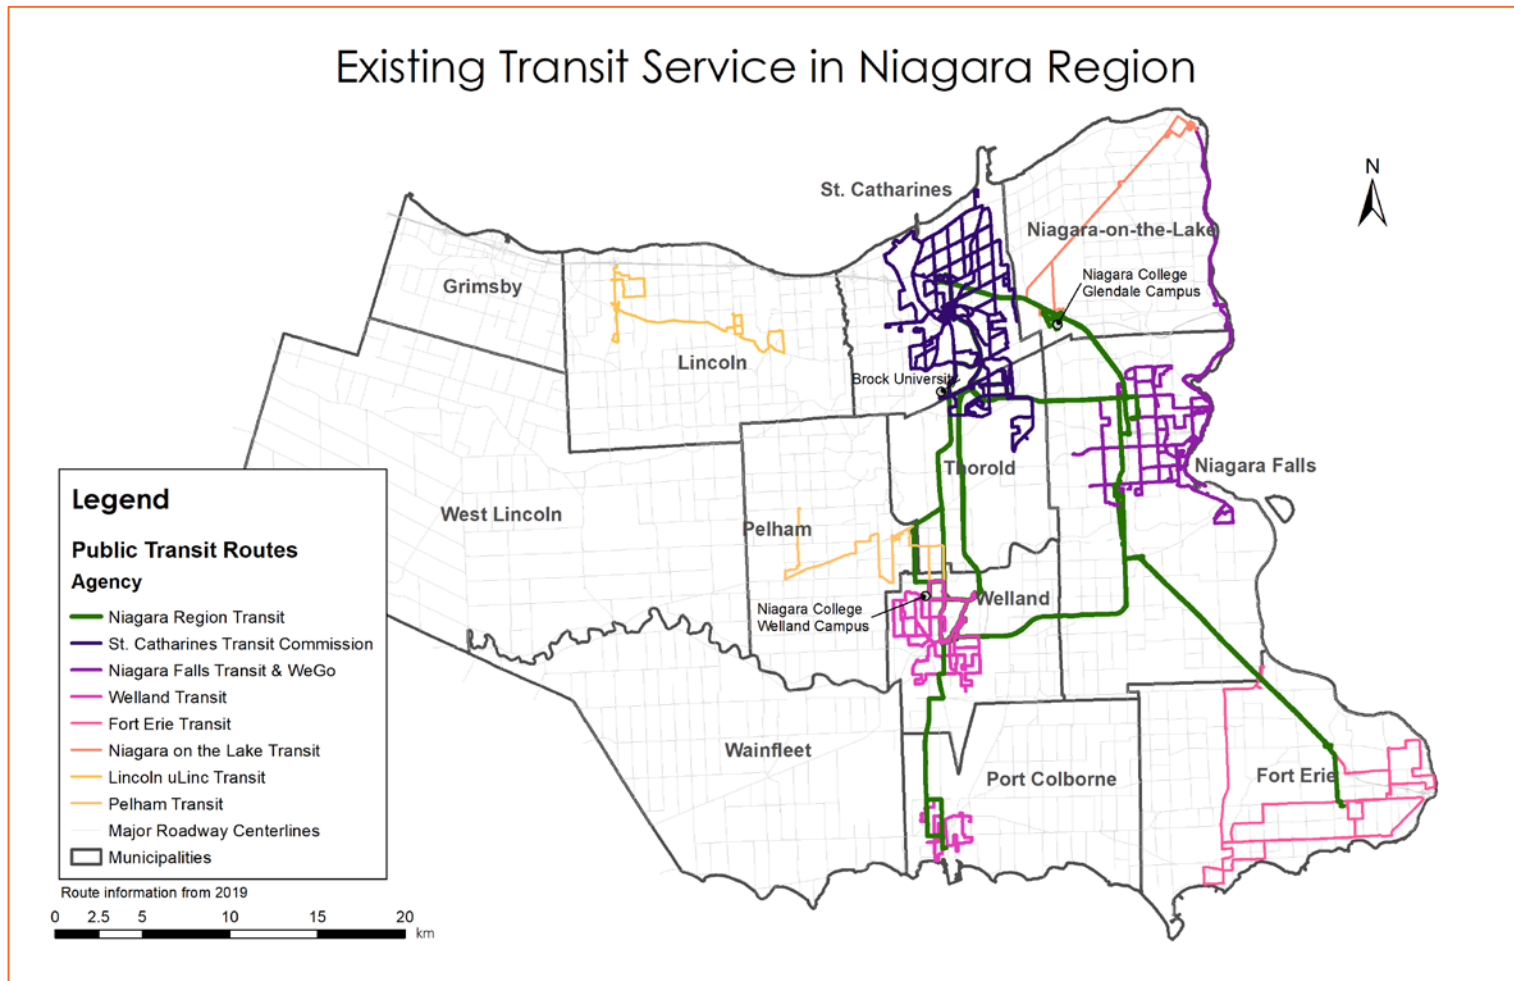 Existing Transit Service in Niagara Region
N
St. Catharines
Niagara-on-the-Lake
Niagara College
Glendale Campus
Grimsby
Lincoln
Brock University
Thorold
Niagara Falls
West Lincoln
Pelham
Niagara College
Welland Campus
Welland
Wainfleet
Port Colborne
Fort Erie
Legend
Public Transit Routes
Agency
Niagara Region Transit
St. Catharines Transit Commission
Niagara Falls Transit & WeGo
Welland Transit
Fort Erie Transit
Niagara on the Lake Transit
Lincoln uLinc Transit
Pelham Transit
Major Roadway Centerlines
Municipalities
Route information from 2019
0 2.5 5 10 15 20
km